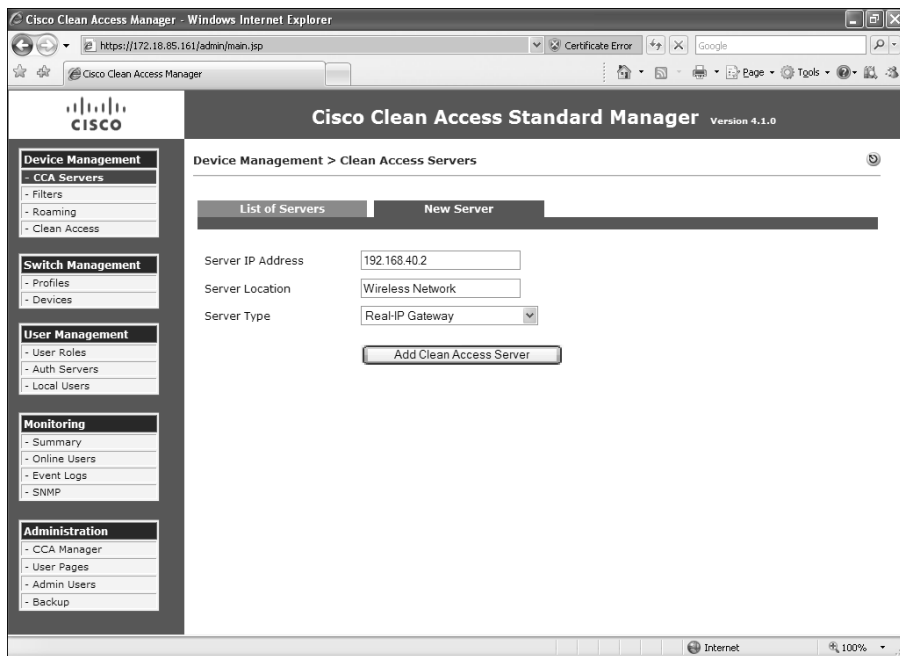 Cisco Clean Access Manager - Windows Internet Explorer
https://172.18.85.161/admin/main.jsp
Certificate Error
Google
Cisco Clean Access Manager
Page
Tools
CISCO
Cisco Clean Access Standard Manager Version 4.1.0
Device Management
- CCA Servers
- Filters
- Roaming
- Clean Access
Switch Management
- Profiles
- Devices
User Management
- User Roles
- Auth Servers
- Local Users
Monitoring
- Summary
- Online Users
- Event Logs
- SNMP
Administration
- CCA Manager
- User Pages
- Admin Users
- Backup
Device Management > Clean Access Servers
List of Servers
New Server
Server IP Address
192.168.40.2
Server Location
Wireless Network
Server Type
Real-IP Gateway
Add Clean Access Server
Internet
100%